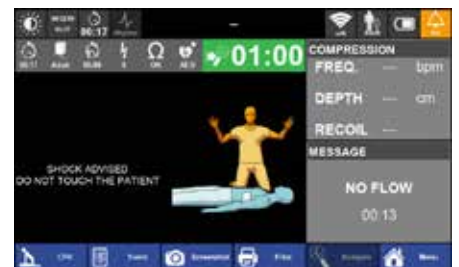 00:17
01:00
COMPRESSION
FREQ. --- bpm
DEPTH --- cm
RECOIL ---
MESSAGE
SHOCK ADVISED
DO NOT TOUCH THE PATIENT
NO FLOW
00:13
CPR
Event
Screenshot
Print
Menu